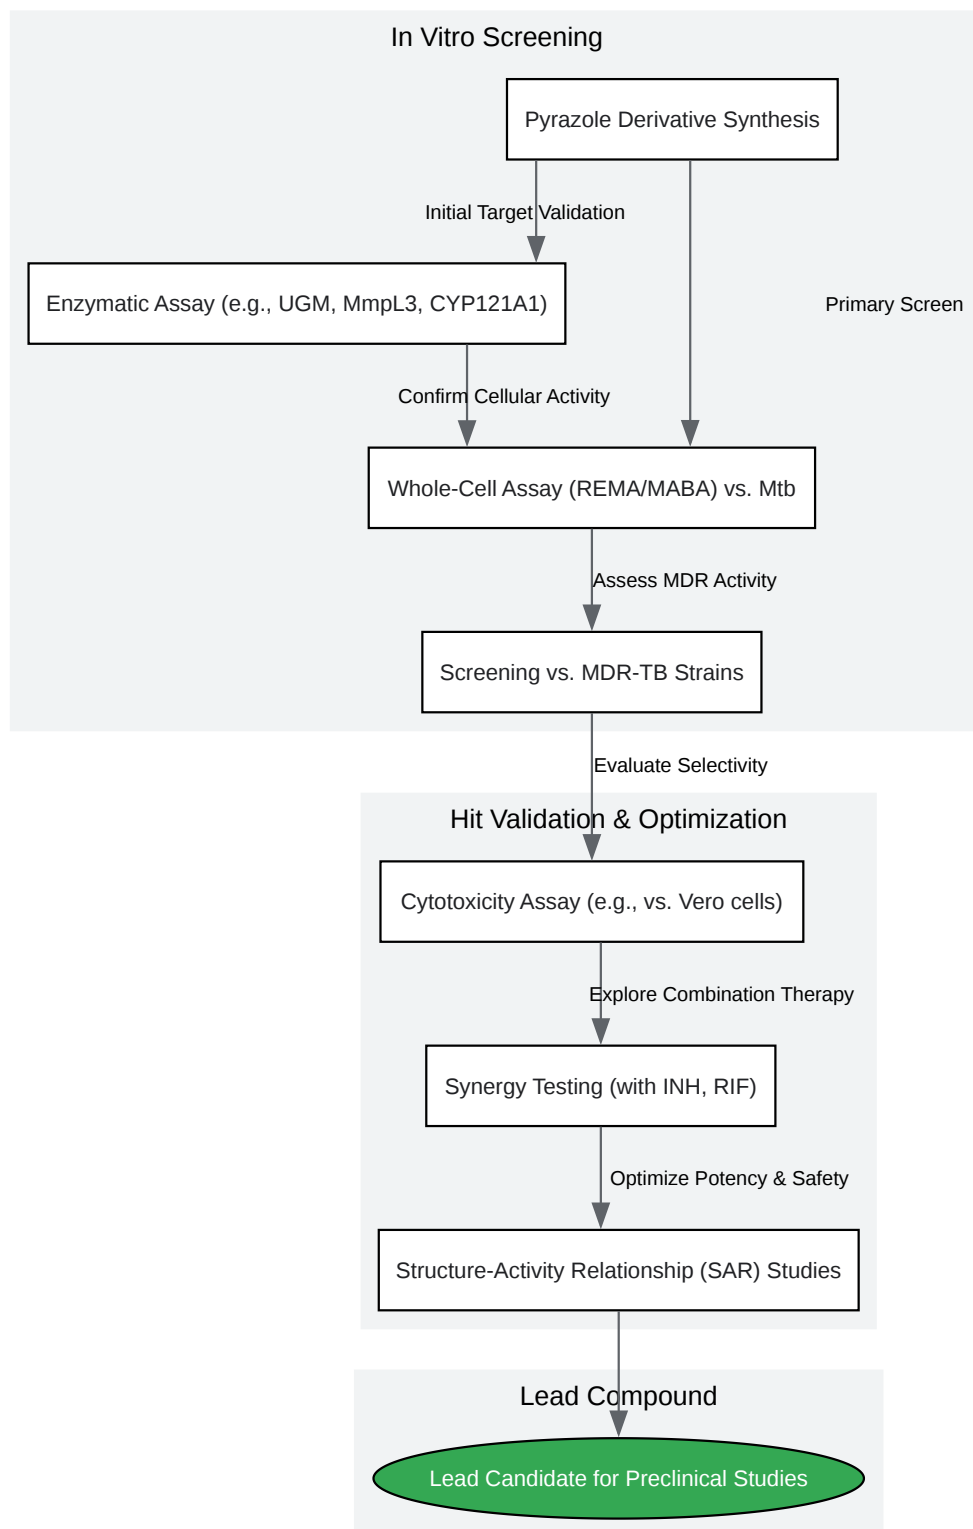 In Vitro Screening
Pyrazole Derivative Synthesis
Initial Target Validation
Enzymatic Assay (e.g., UGM, MmpL3, CYP121A1)
Primary Screen
Confirm Cellular Activity
Whole-Cell Assay (REMA/MABA) vs. Mtb
Assess MDR Activity
Screening vs. MDR-TB Strains
Evaluate Selectivity
Hit Validation & Optimization
Cytotoxicity Assay (e.g., vs. Vero cells)
Explore Combination Therapy
Synergy Testing (with INH, RIF)
Optimize Potency & Safety
Structure-Activity Relationship (SAR) Studies
Lead Compound
Lead Candidate for Preclinical Studies